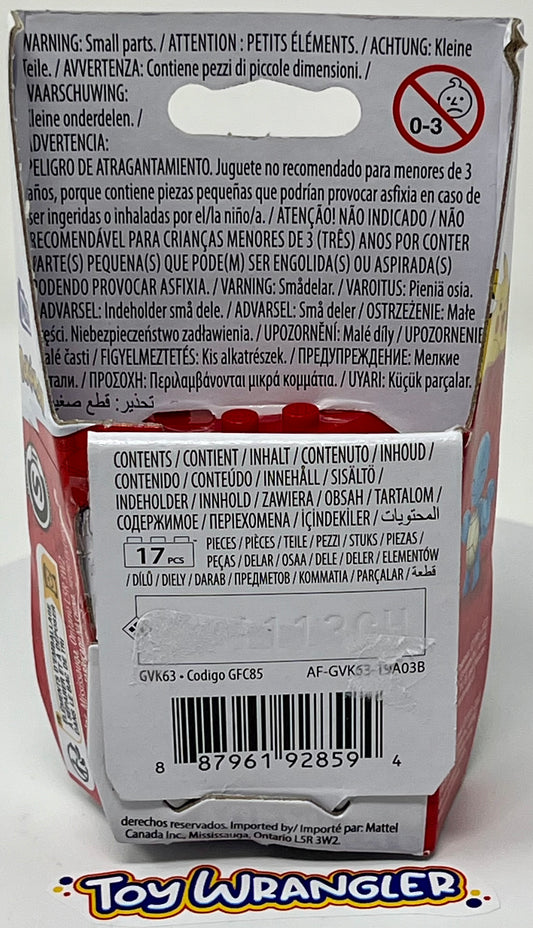 WARNING: Small parts. / ATTENTION : PETITS ÉLÉMENTS. / ACHTUNG: Kleine
Teile. / AVVERTENZA: Contiene pezzi di piccole dimensioni. /
WAARSCHUWING:
Kleine onderdelen. /
ADVERTENCIA:
0-3
PELIGRO DE ATRAGANTAMIENTO. Juguete no recomendado para menores de 3
años, porque contiene piezas pequeñas que podrían provocar asfixia en caso de
ser ingeridos o inhaladas por el/la niño/a. / ATENÇÃO! NÃO INDICADO / NÃO
RECOMENDÁVEL PARA CRIANÇAS MENORES DE 3 (TRÊS) ANOS POR CONTER
PARTE(S) PEQUENA(S) QUE PODE(M) SER ENGOLIDA(S) OU ASPIRADA(S)
PODENDO PROVOCAR ASFIXIA. / VARNING: Smådelar. / VAROITUS: Pieniä osia.
ADVARSEL: Indeholder små dele. / ADVARSEL: Små deler / OSTRZEŻENIE: Małe
części. Niebezpieczeństwo zadławienia. / UPOZORNĚNÍ: Malé díly / UPOZORNENIE
Malé časti / FIGYELMEZTETÉS: Kis alkatrészek. / ПРЕДУПРЕЖДЕНИЕ: Мелкие
детали. / ΠΡΟΣΟΧΗ: Περιλαμβάνονται μικρά κομμάτια. / UYARI: Küçük parçalar.
تحذير: قطع صغيرة
CONTENTS / CONTIENT / INHALT / CONTENUTO / INHOUD /
CONTENIDO / CONTEÚDO / INNEHÅLL / SISÄLTÖ /
INDEHOLDER / INNHOLD / ZAWIERA / OBSAH / TARTALOM /
СОДЕРЖИМОЕ / ΠΕΡΙΕΧΟΜΕΝΑ / İÇİNDEKİLER / المحتويات /
17 PCS
PIECES / PIÈCES / TEILE / PEZZI / STUKS / PIEZAS /
PEÇAS / DELAR / OSAA / DELE / DELER / ELEMENTÓW
/ DÍLŮ / DIELY / DARAB / ПРЕДМЕТОВ / ΚΟΜΜΑΤΙΑ / PARÇALAR / قطعة
113CH
GVK63 • Codigo GFC85
AF-GVK63-19A03B
8 87961 92859 4
derechos reservados. Imported by/ Importé par: Mattel
Canada Inc., Mississauga, Ontario L5R 3W2.
TOY WRANGLER